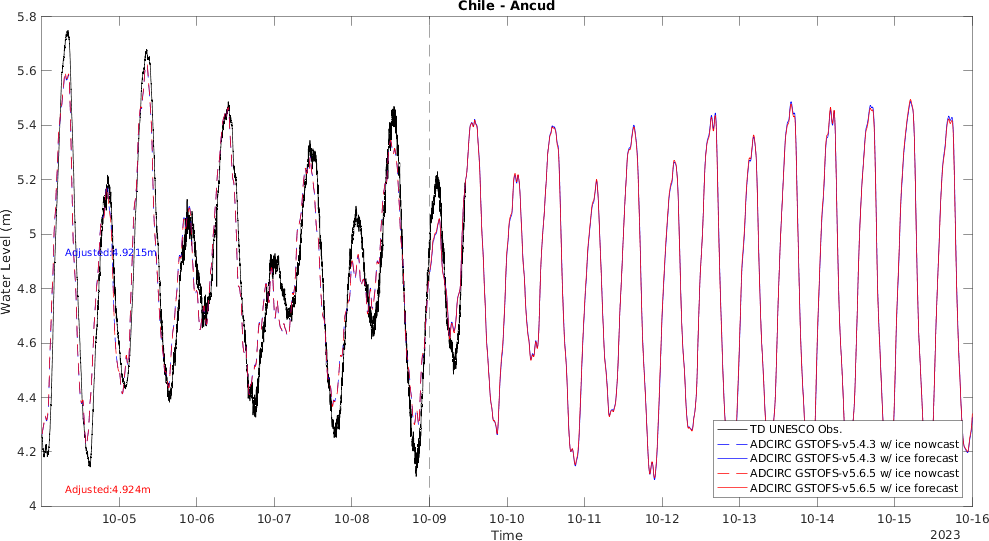 Chile - Ancud
5.8
5.6
5.4
5.2
5
4.8
4.6
4.4
4.2
4
Water Level (m)
Adjusted:4.9215m
Adjusted:4.924m
TD UNESCO Obs.
ADCIRC GSTOFS-v5.4.3 w/ ice nowcast
ADCIRC GSTOFS-v5.4.3 w/ ice forecast
ADCIRC GSTOFS-v5.6.5 w/ ice nowcast
ADCIRC GSTOFS-v5.6.5 w/ ice forecast
10-05 10-06 10-07 10-08 10-09 10-10 10-11 10-12 10-13 10-14 10-15 10-16
Time
2023